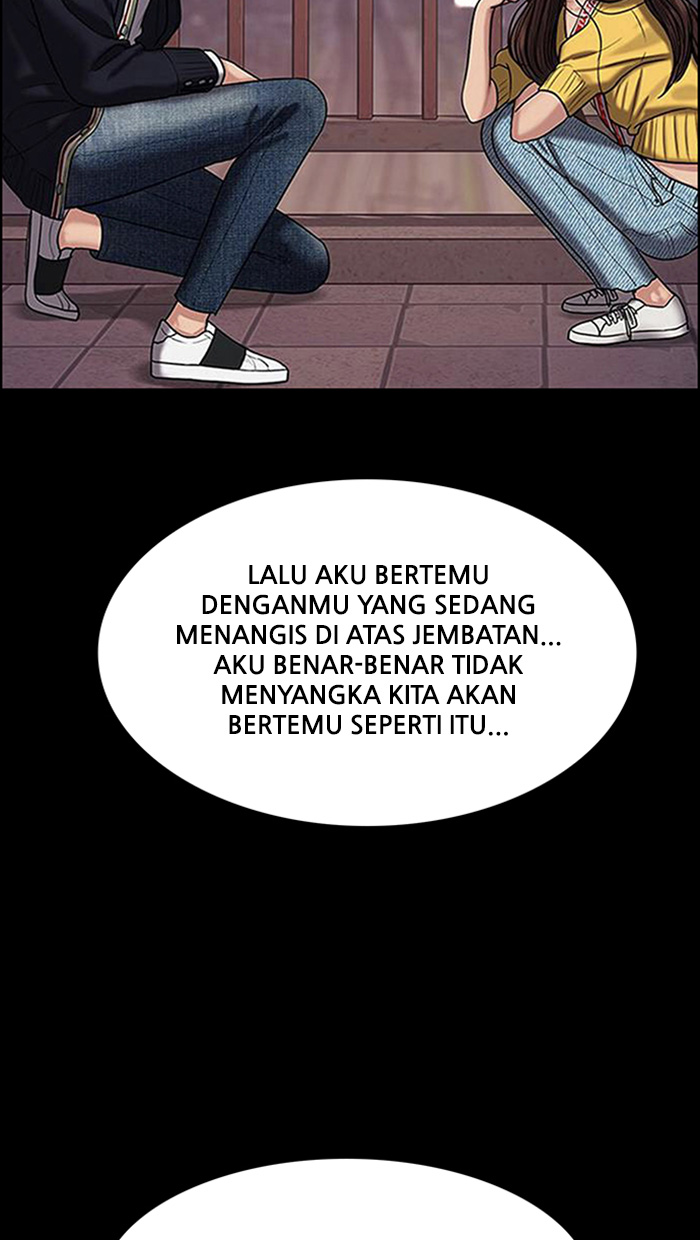 LALU AKU BERTEMU
DENGANMU YANG SEDANG
MENANGIS DI ATAS JEMBATAN...
AKU BENAR-BENAR TIDAK
MENYANGKA KITA AKAN
BERTEMU SEPERTI ITU...